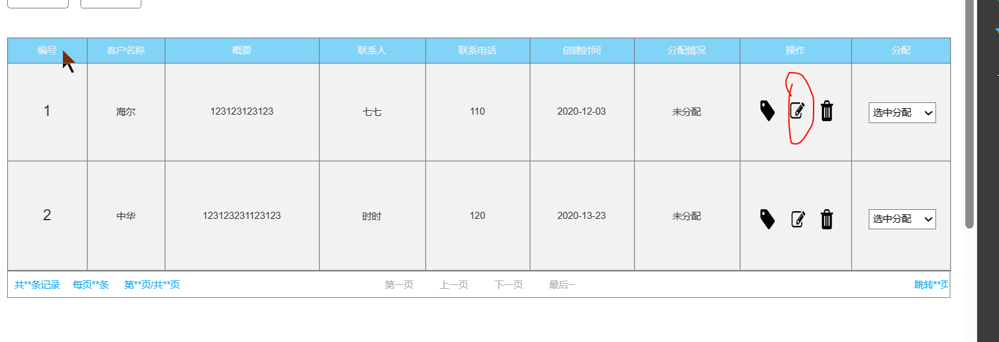 编号 客户名称 概要 联系人 联系电话 创建时间 分配情况 操作 分配
1 海尔 123123123123 七七 110 2020-12-03 未分配 选中分配
2 中华 123123231123123 时时 120 2020-13-23 未分配 选中分配
共**条记录 每页**条 第**页/共**页 第一页 上一页 下一页 最后一 跳转**页